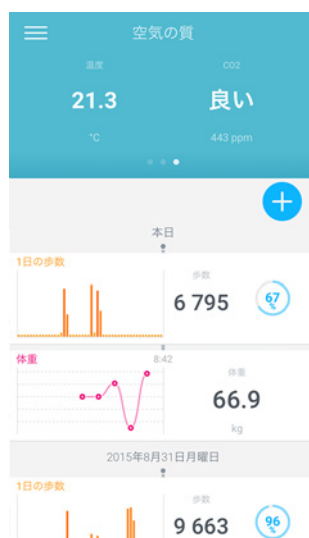 空気の質
温度 CO2
21.3 良い
°C 443 ppm
本日
1日の歩数
歩数
6 795 67 %
体重 8:42
体重
66.9
kg
2015年8月31日月曜日
1日の歩数
歩数
9 663 96 %